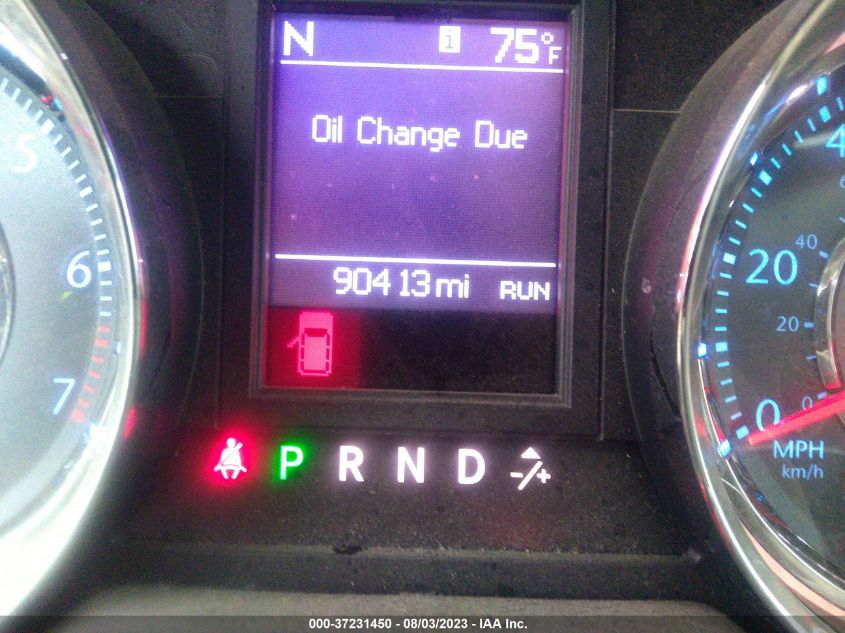 N i 75°F
Oil Change Due
90413 mi RUN
5
6
7
P R N D -/+
40
20
20
0
0
MPH
km/h
000-37231450 - 08/03/2023 - IAA Inc.